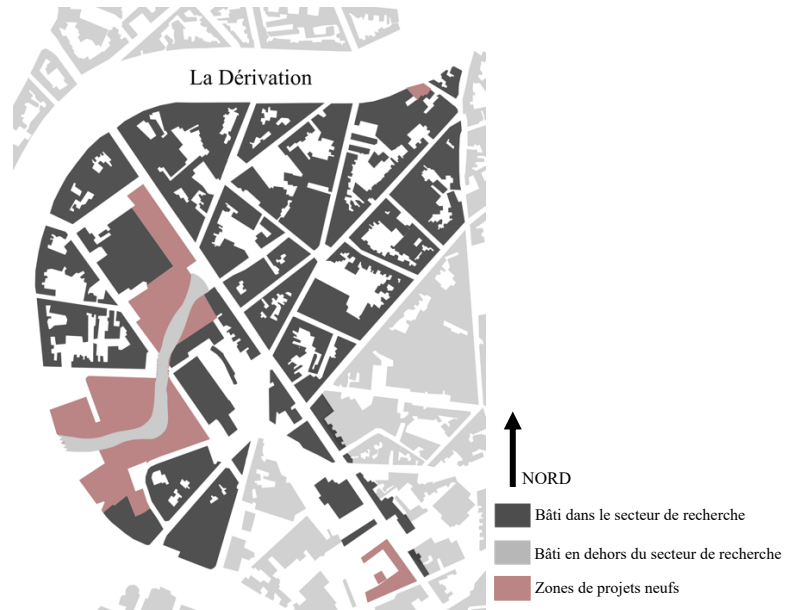 La Dérivation
NORD
Bâti dans le secteur de recherche
Bâti en dehors du secteur de recherche
Zones de projets neufs